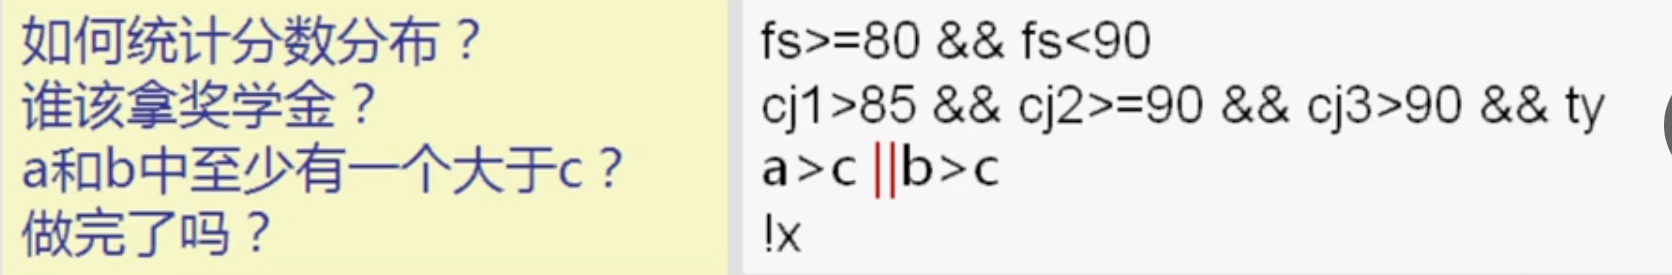 如何统计分数分布？
谁该拿奖学金？
a和b中至少有一个大于c？
做完了吗？
fs>=80 && fs<90
cj1>85 && cj2>=90 && cj3>90 && ty
a>c ||b>c
!x